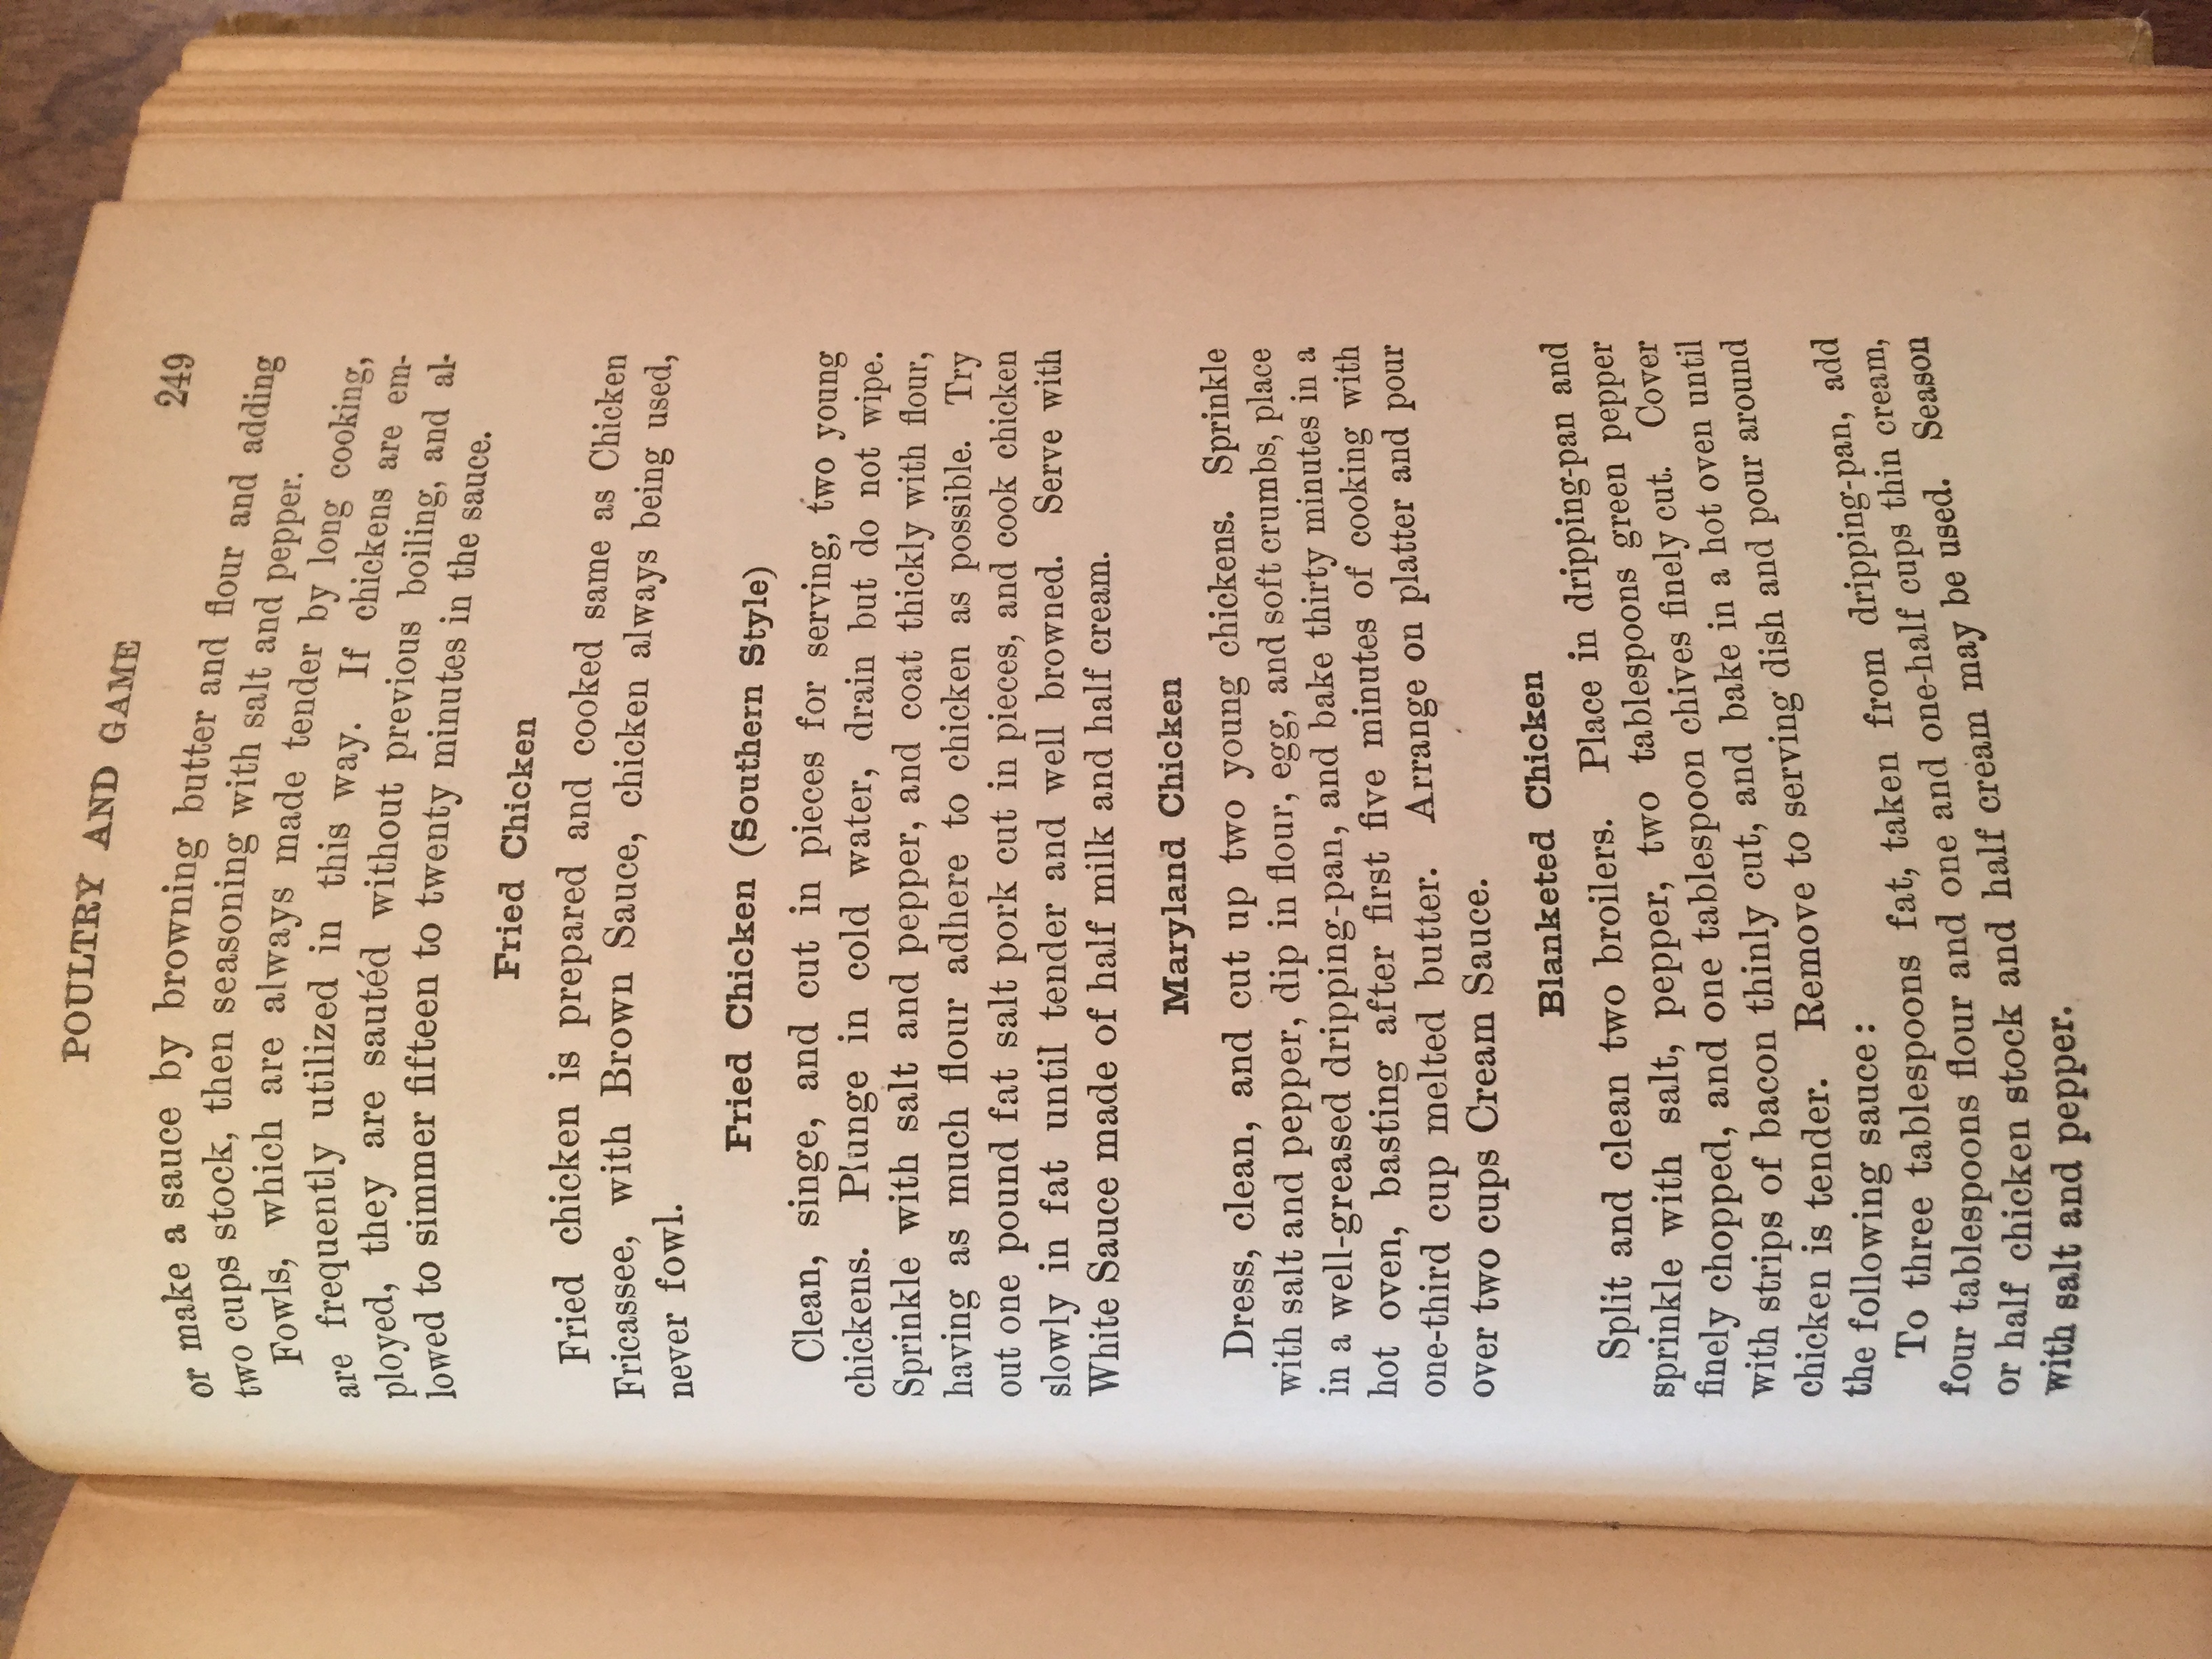 POULTRY AND GAME
249
or make a sauce by browning butter and flour and adding
two cups stock, then seasoning with salt and pepper.
Fowls, which are always made tender by long cooking,
are frequently utilized in this way. If chickens are em-
ployed, they are sautéd without previous boiling, and al-
lowed to simmer fifteen to twenty minutes in the sauce.
Fried Chicken
Fried chicken is prepared and cooked same as Chicken
Fricassee, with Brown Sauce, chicken always being used,
never fowl.
Fried Chicken (Southern Style)
Clean, singe, and cut in pieces for serving, two young
chickens. Plunge in cold water, drain but do not wipe.
Sprinkle with salt and pepper, and coat thickly with flour,
having as much flour adhere to chicken as possible. Try
out one pound fat salt pork cut in pieces, and cook chicken
slowly in fat until tender and well browned. Serve with
White Sauce made of half milk and half cream.
Maryland Chicken
Dress, clean, and cut up two young chickens. Sprinkle
with salt and pepper, dip in flour, egg, and soft crumbs, place
in a well-greased dripping-pan, and bake thirty minutes in a
hot oven, basting after first five minutes of cooking with
one-third cup melted butter. Arrange on platter and pour
over two cups Cream Sauce.
Blanketed Chicken
Split and clean two broilers. Place in dripping-pan and
sprinkle with salt, pepper, two tablespoons green pepper
finely chopped, and one tablespoon chives finely cut. Cover
with strips of bacon thinly cut, and bake in a hot oven until
chicken is tender. Remove to serving dish and pour around
the following sauce:
To three tablespoons fat, taken from dripping-pan, add
four tablespoons flour and one and one-half cups thin cream,
or half chicken stock and half cream may be used. Season
with salt and pepper.